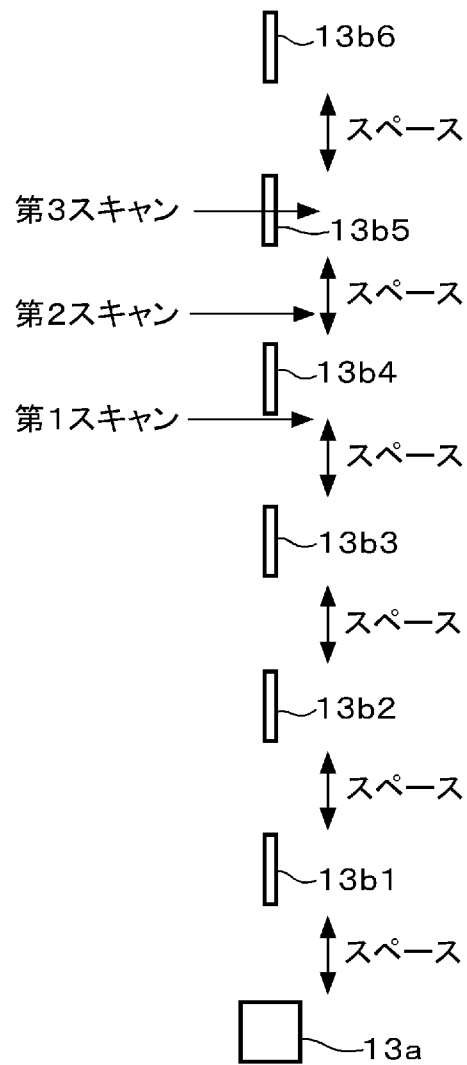 13b6
スペース
第3スキャン
13b5
スペース
第2スキャン
13b4
第1スキャン
スペース
13b3
スペース
13b2
スペース
13b1
スペース
13a